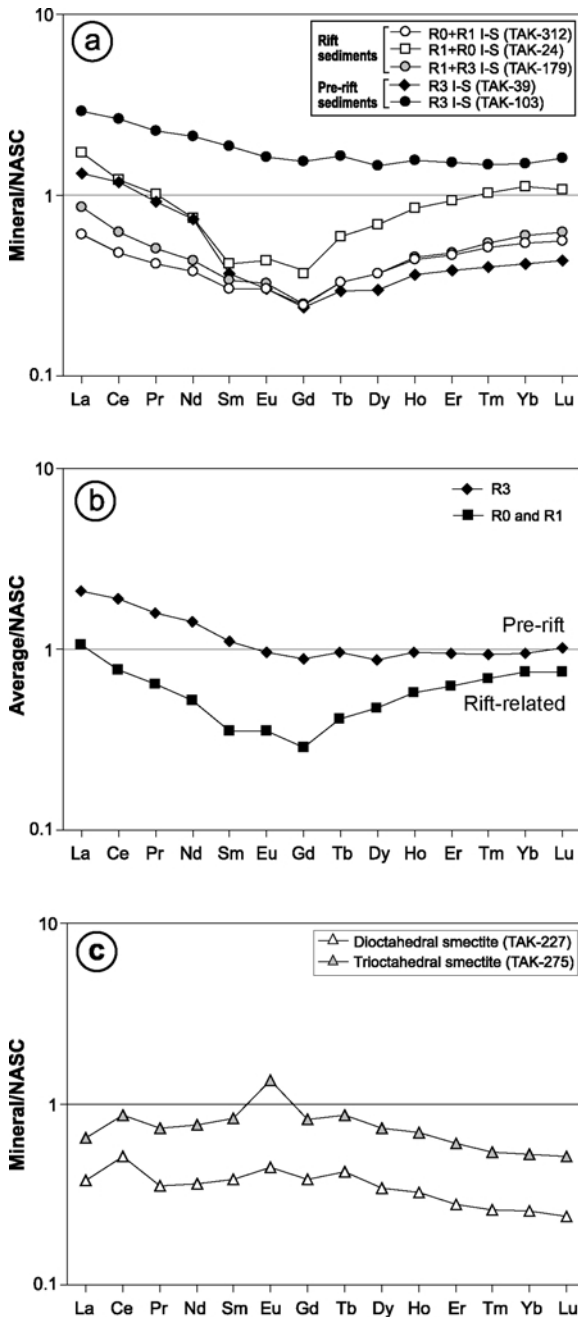 a
Rift sediments
R0+R1 I-S (TAK-312)
R1+R0 I-S (TAK-24)
R1+R3 I-S (TAK-179)
Pre-rift sediments
R3 I-S (TAK-39)
R3 I-S (TAK-103)
Mineral/NASC
10
1
0.1
La Ce Pr Nd Sm Eu Gd Tb Dy Ho Er Tm Yb Lu
b
R3
R0 and R1
Average/NASC
10
1
0.1
Pre-rift
Rift-related
La Ce Pr Nd Sm Eu Gd Tb Dy Ho Er Tm Yb Lu
c
Dioctahedral smectite (TAK-227)
Trioctahedral smectite (TAK-275)
Mineral/NASC
10
1
0.1
La Ce Pr Nd Sm Eu Gd Tb Dy Ho Er Tm Yb Lu